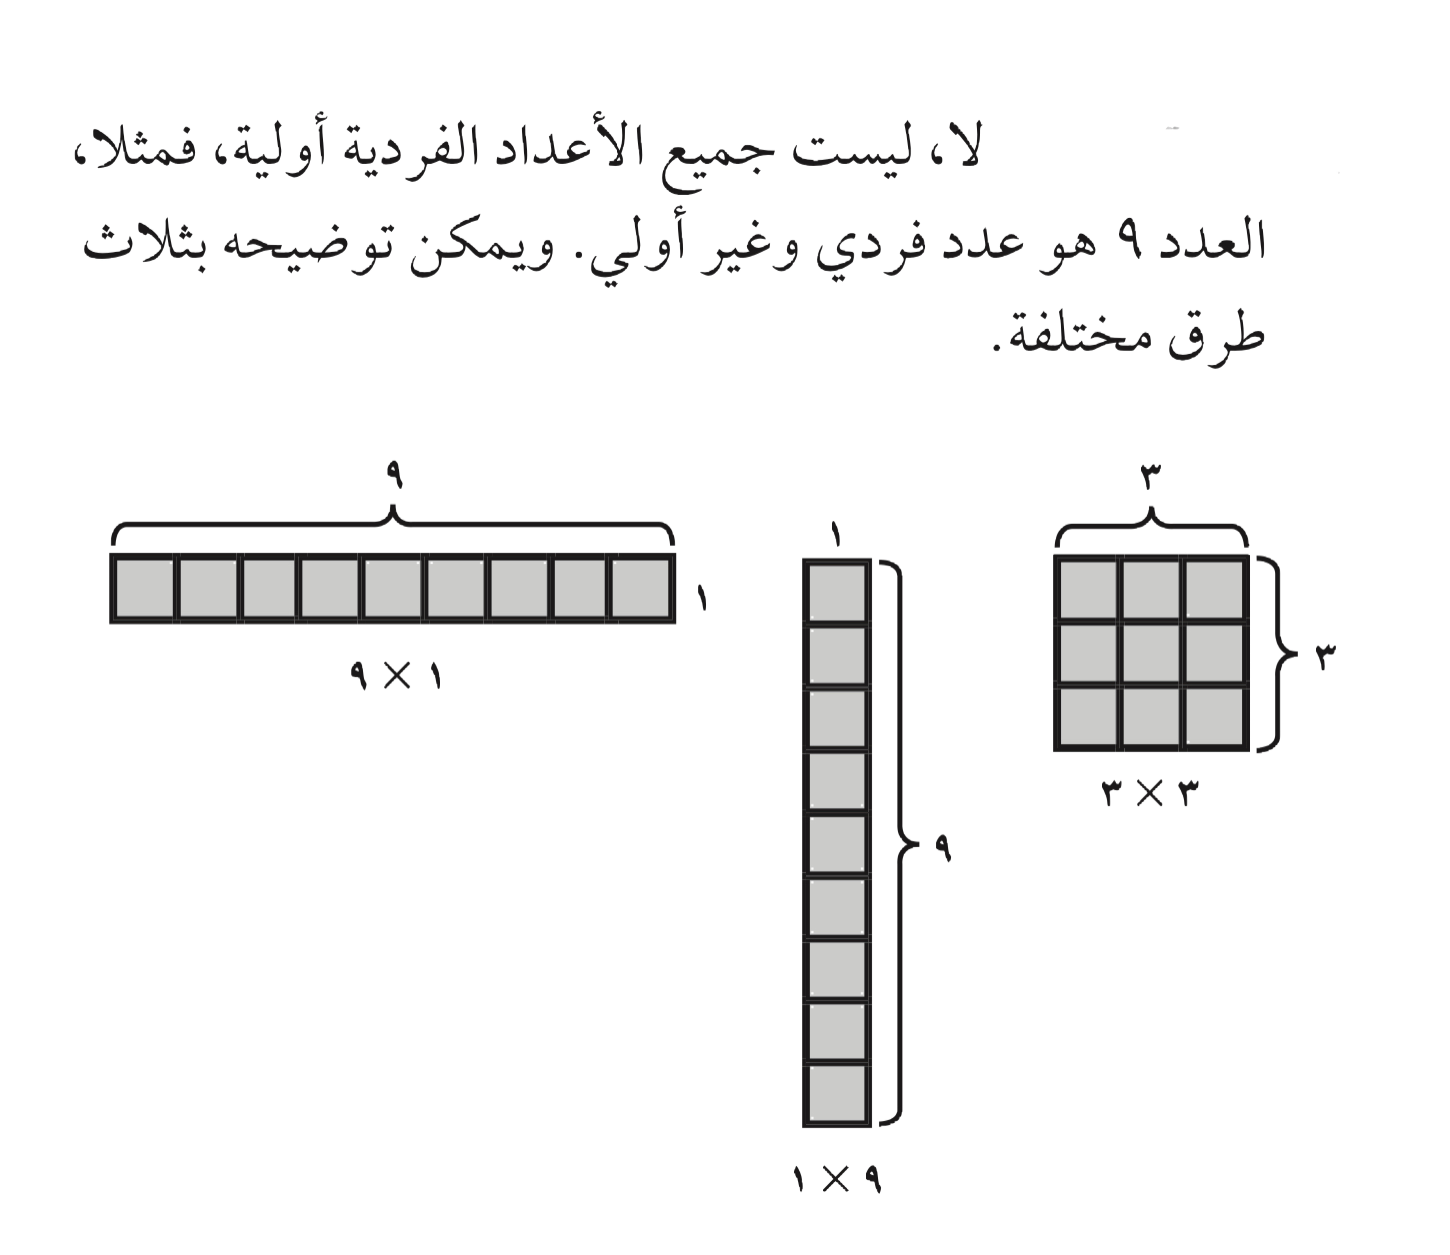 لا، ليست جميع الأعداد الفردية أولية، فمثلا،
العدد ٩ هو عدد فردي وغير أولي. ويمكن توضيحه بثلاث
طرق مختلفة.
٣
٣
٣ × ٣
١
٩
١ × ٩
٩
١
٩ × ١